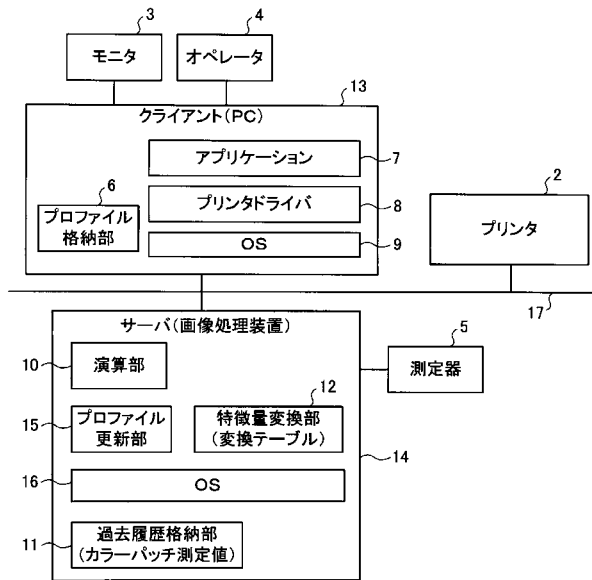 3
4
モニタ
オペレータ
13
クライアント(PC)
アプリケーション
7
6
プロファイル
格納部
プリンタドライバ
8
OS
9
2
プリンタ
17
サーバ(画像処理装置)
5
測定器
10
演算部
12
15
プロファイル
更新部
特徴量変換部
(変換テーブル)
14
16
OS
11
過去履歴格納部
(カラーパッチ測定値)